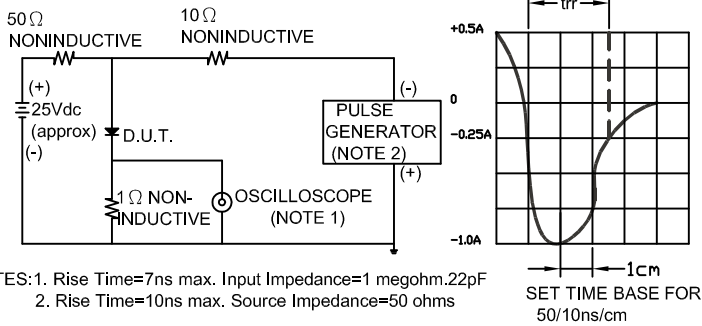 50Ω
NONINDUCTIVE
10Ω
NONINDUCTIVE
(+)
25Vdc
(approx)
(-)
D.U.T.
1Ω NON-
INDUCTIVE
OSCILLOSCOPE
(NOTE 1)
(-)
PULSE
GENERATOR
(NOTE 2)
(+)
trr
+0.5A
0
-0.25A
-1.0A
1cm
SET TIME BASE FOR
50/10ns/cm
TES:1. Rise Time=7ns max. Input Impedance=1 megohm.22pF
2. Rise Time=10ns max. Source Impedance=50 ohms